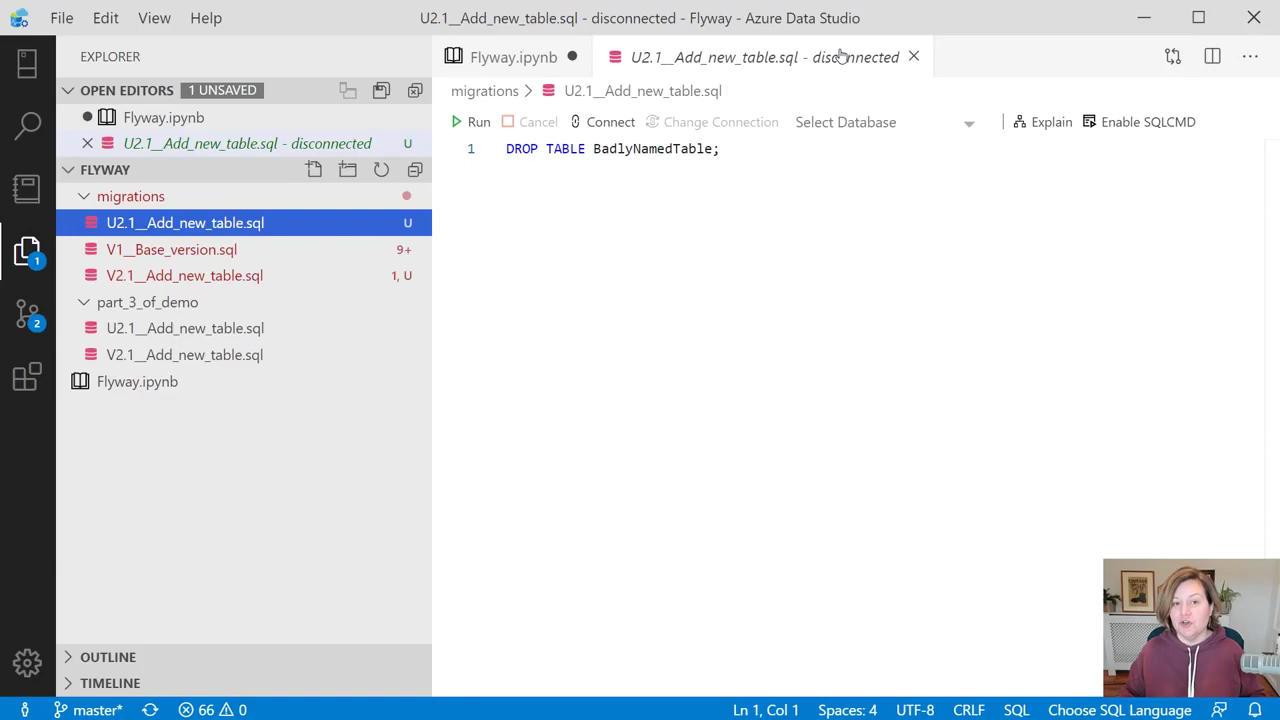 File Edit View Help U2.1__Add_new_table.sql - disconnected - Flyway - Azure Data Studio
EXPLORER
OPEN EDITORS 1 UNSAVED
Flyway.ipynb
U2.1__Add_new_table.sql - disconnected U
FLYWAY
migrations
U2.1__Add_new_table.sql U
V1__Base_version.sql 9+
V2.1__Add_new_table.sql 1, U
part_3_of_demo
U2.1__Add_new_table.sql
V2.1__Add_new_table.sql
Flyway.ipynb
OUTLINE
TIMELINE
1
2
Flyway.ipynb U2.1__Add_new_table.sql - disconnected
migrations U2.1__Add_new_table.sql
Run Cancel Connect Change Connection Select Database Explain Enable SQLCMD
1 DROP TABLE BadlyNamedTable;
master* 66 0 Ln 1, Col 1 Spaces: 4 UTF-8 CRLF SQL Choose SQL Language